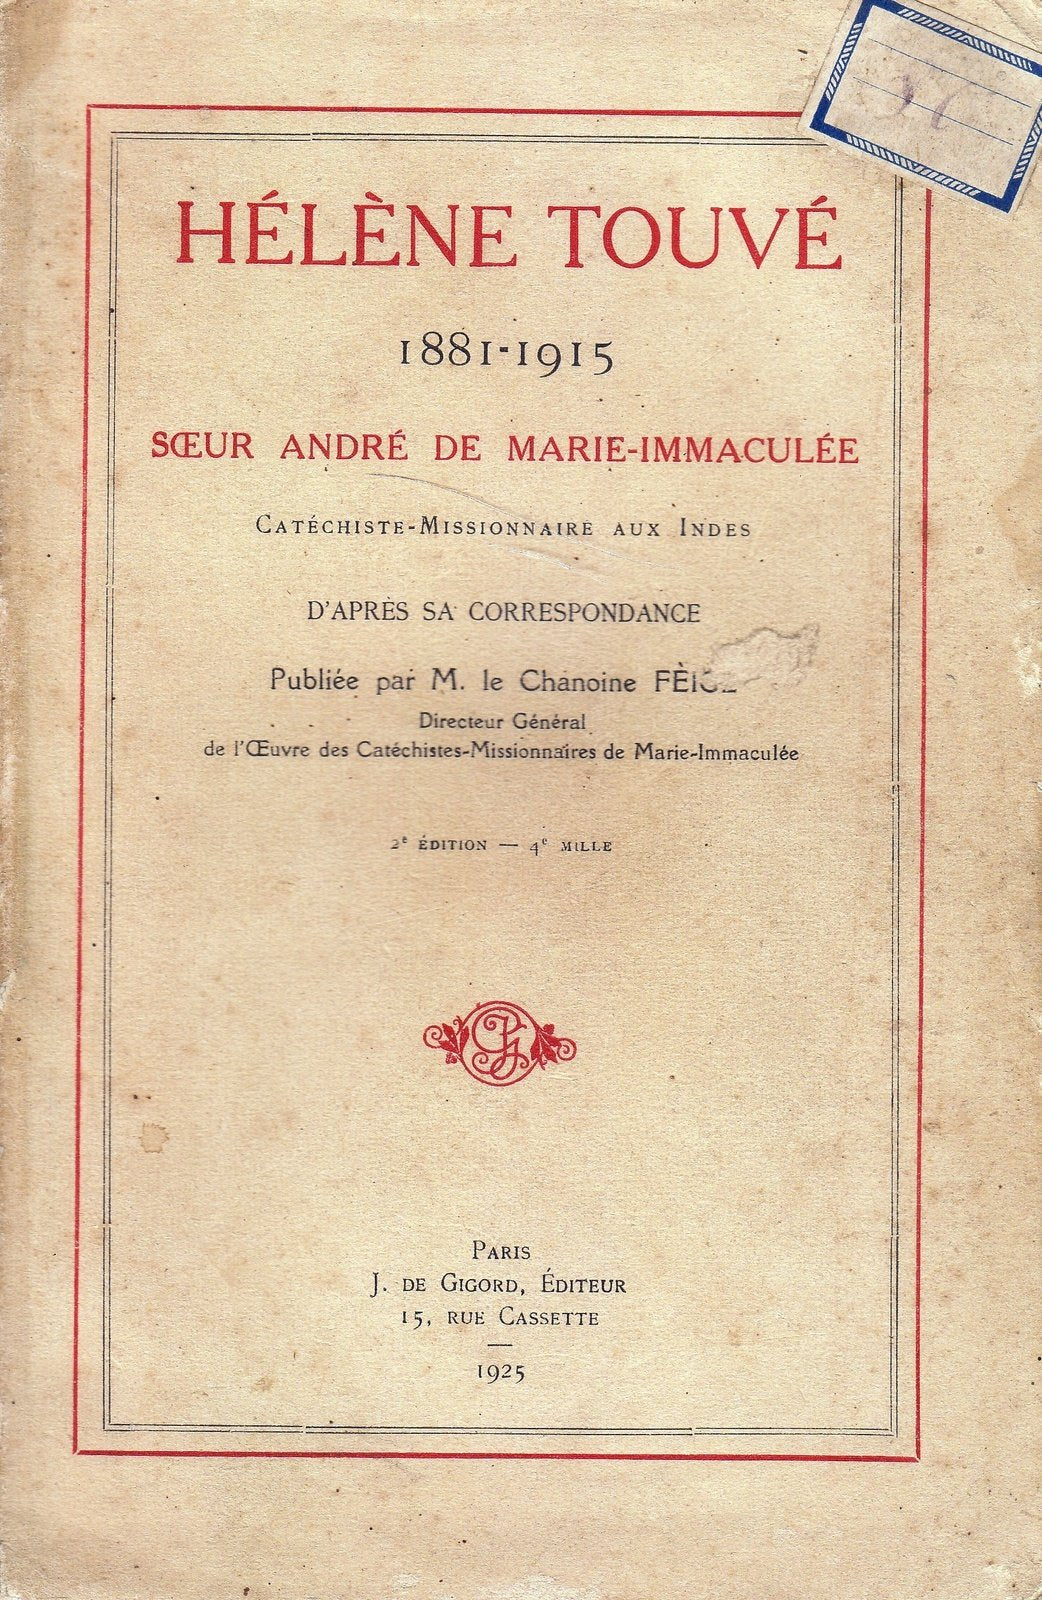 HÉLÈNE TOUVÉ
1881-1915
SŒUR ANDRÉ DE MARIE-IMMACULÉE
CATÉCHISTE-MISSIONNAIRE AUX INDES
D'APRÈS SA CORRESPONDANCE
Publiée par M. le Chanoine
Directeur Général
de l'Œuvre des Catéchistes-Missionnaires de Marie-Immaculée
2e ÉDITION — 4e MILLE
PARIS
J. DE GIGORD, ÉDITEUR
15, RUE CASSETTE
1925